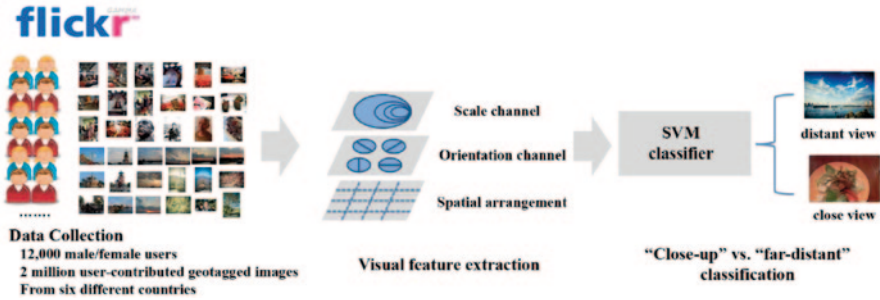 flickr
.......
Data Collection
12,000 male/female users
2 million user-contributed geotagged images
From six different countries
Scale channel
Orientation channel
Spatial arrangement
Visual feature extraction
SVM
classifier
distant view
close view
“Close-up” vs. “far-distant”
classification